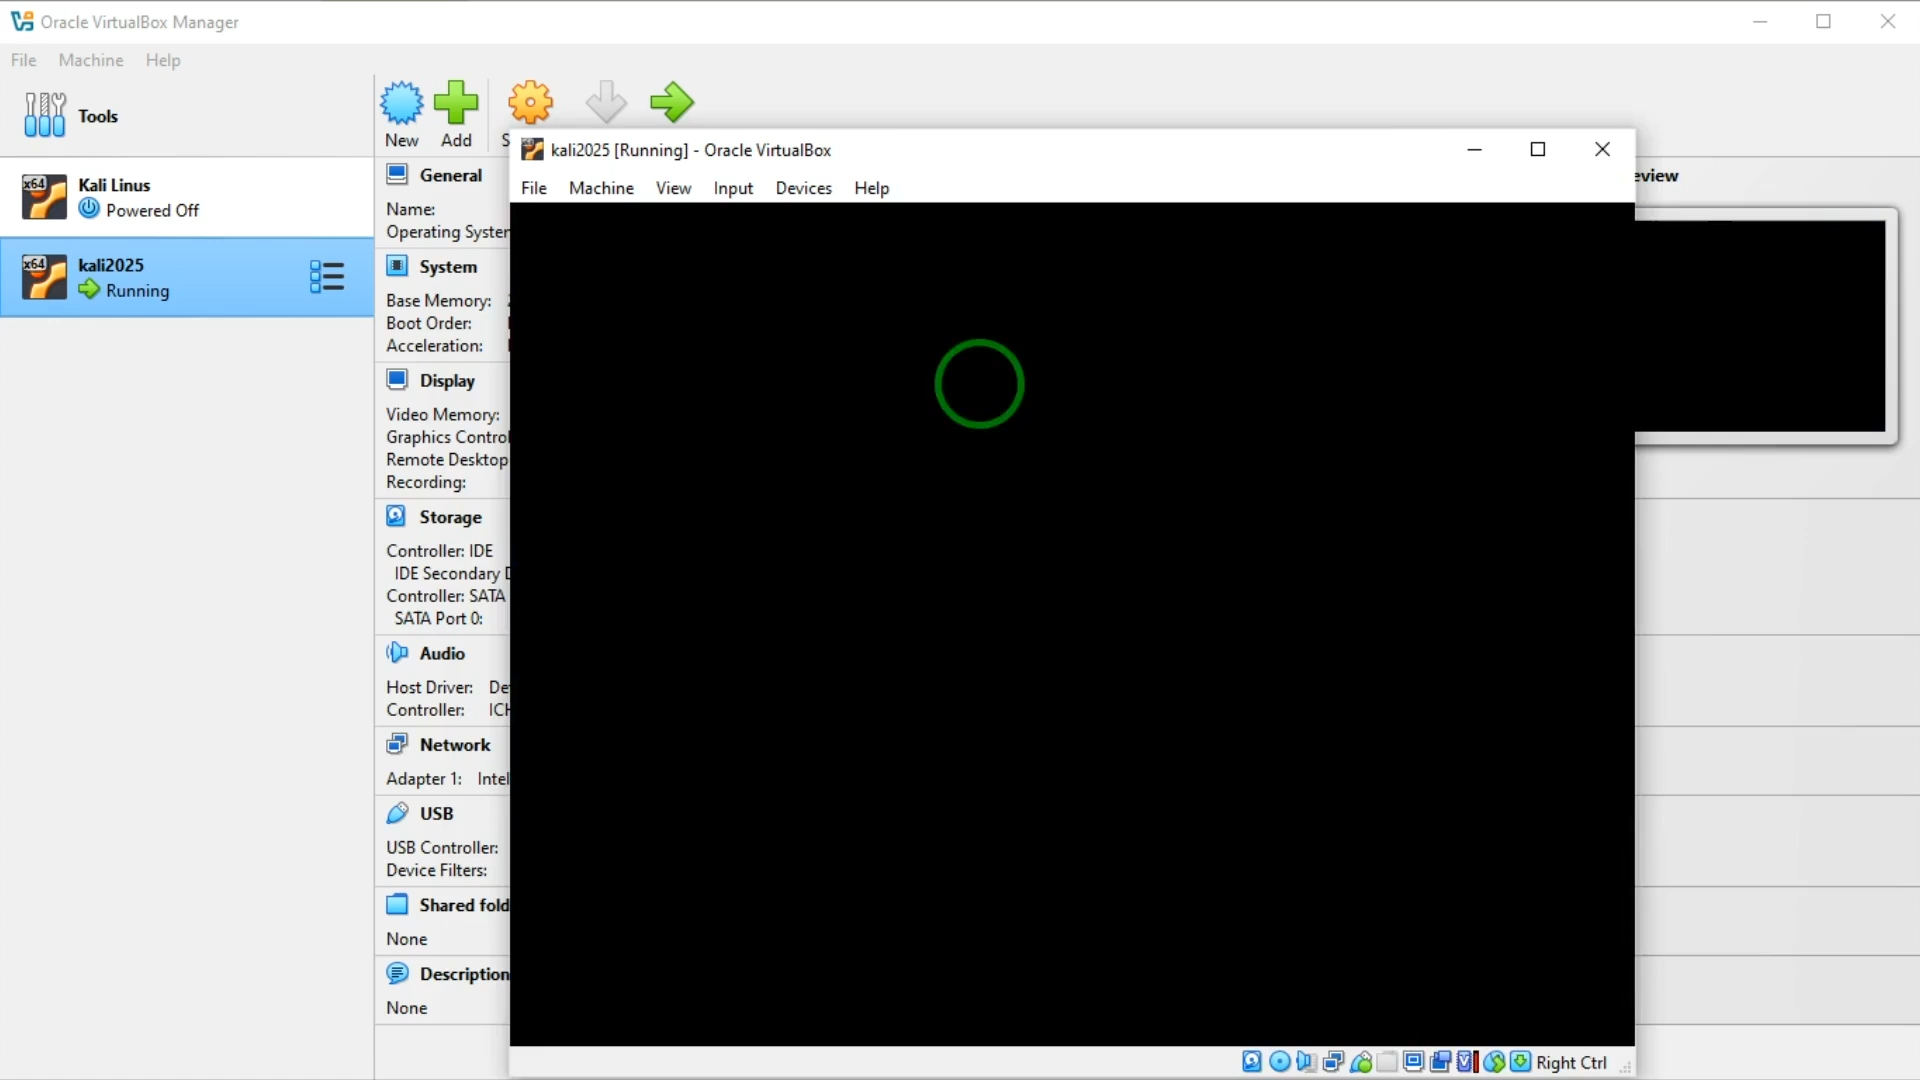 Oracle VirtualBox Manager
File Machine Help
Tools
New Add
kali2025 [Running] - Oracle VirtualBox
File Machine View Input Devices Help
x64 Kali Linus
Powered Off
x64 kali2025
Running
General
Name:
Operating System
System
Base Memory:
Boot Order:
Acceleration:
Display
Video Memory:
Graphics Control
Remote Desktop
Recording:
Storage
Controller: IDE
IDE Secondary D
Controller: SATA
SATA Port 0:
Audio
Host Driver: De
Controller: ICH
Network
Adapter 1: Intel
USB
USB Controller:
Device Filters:
Shared fold
None
Description
None
eview
Right Ctrl